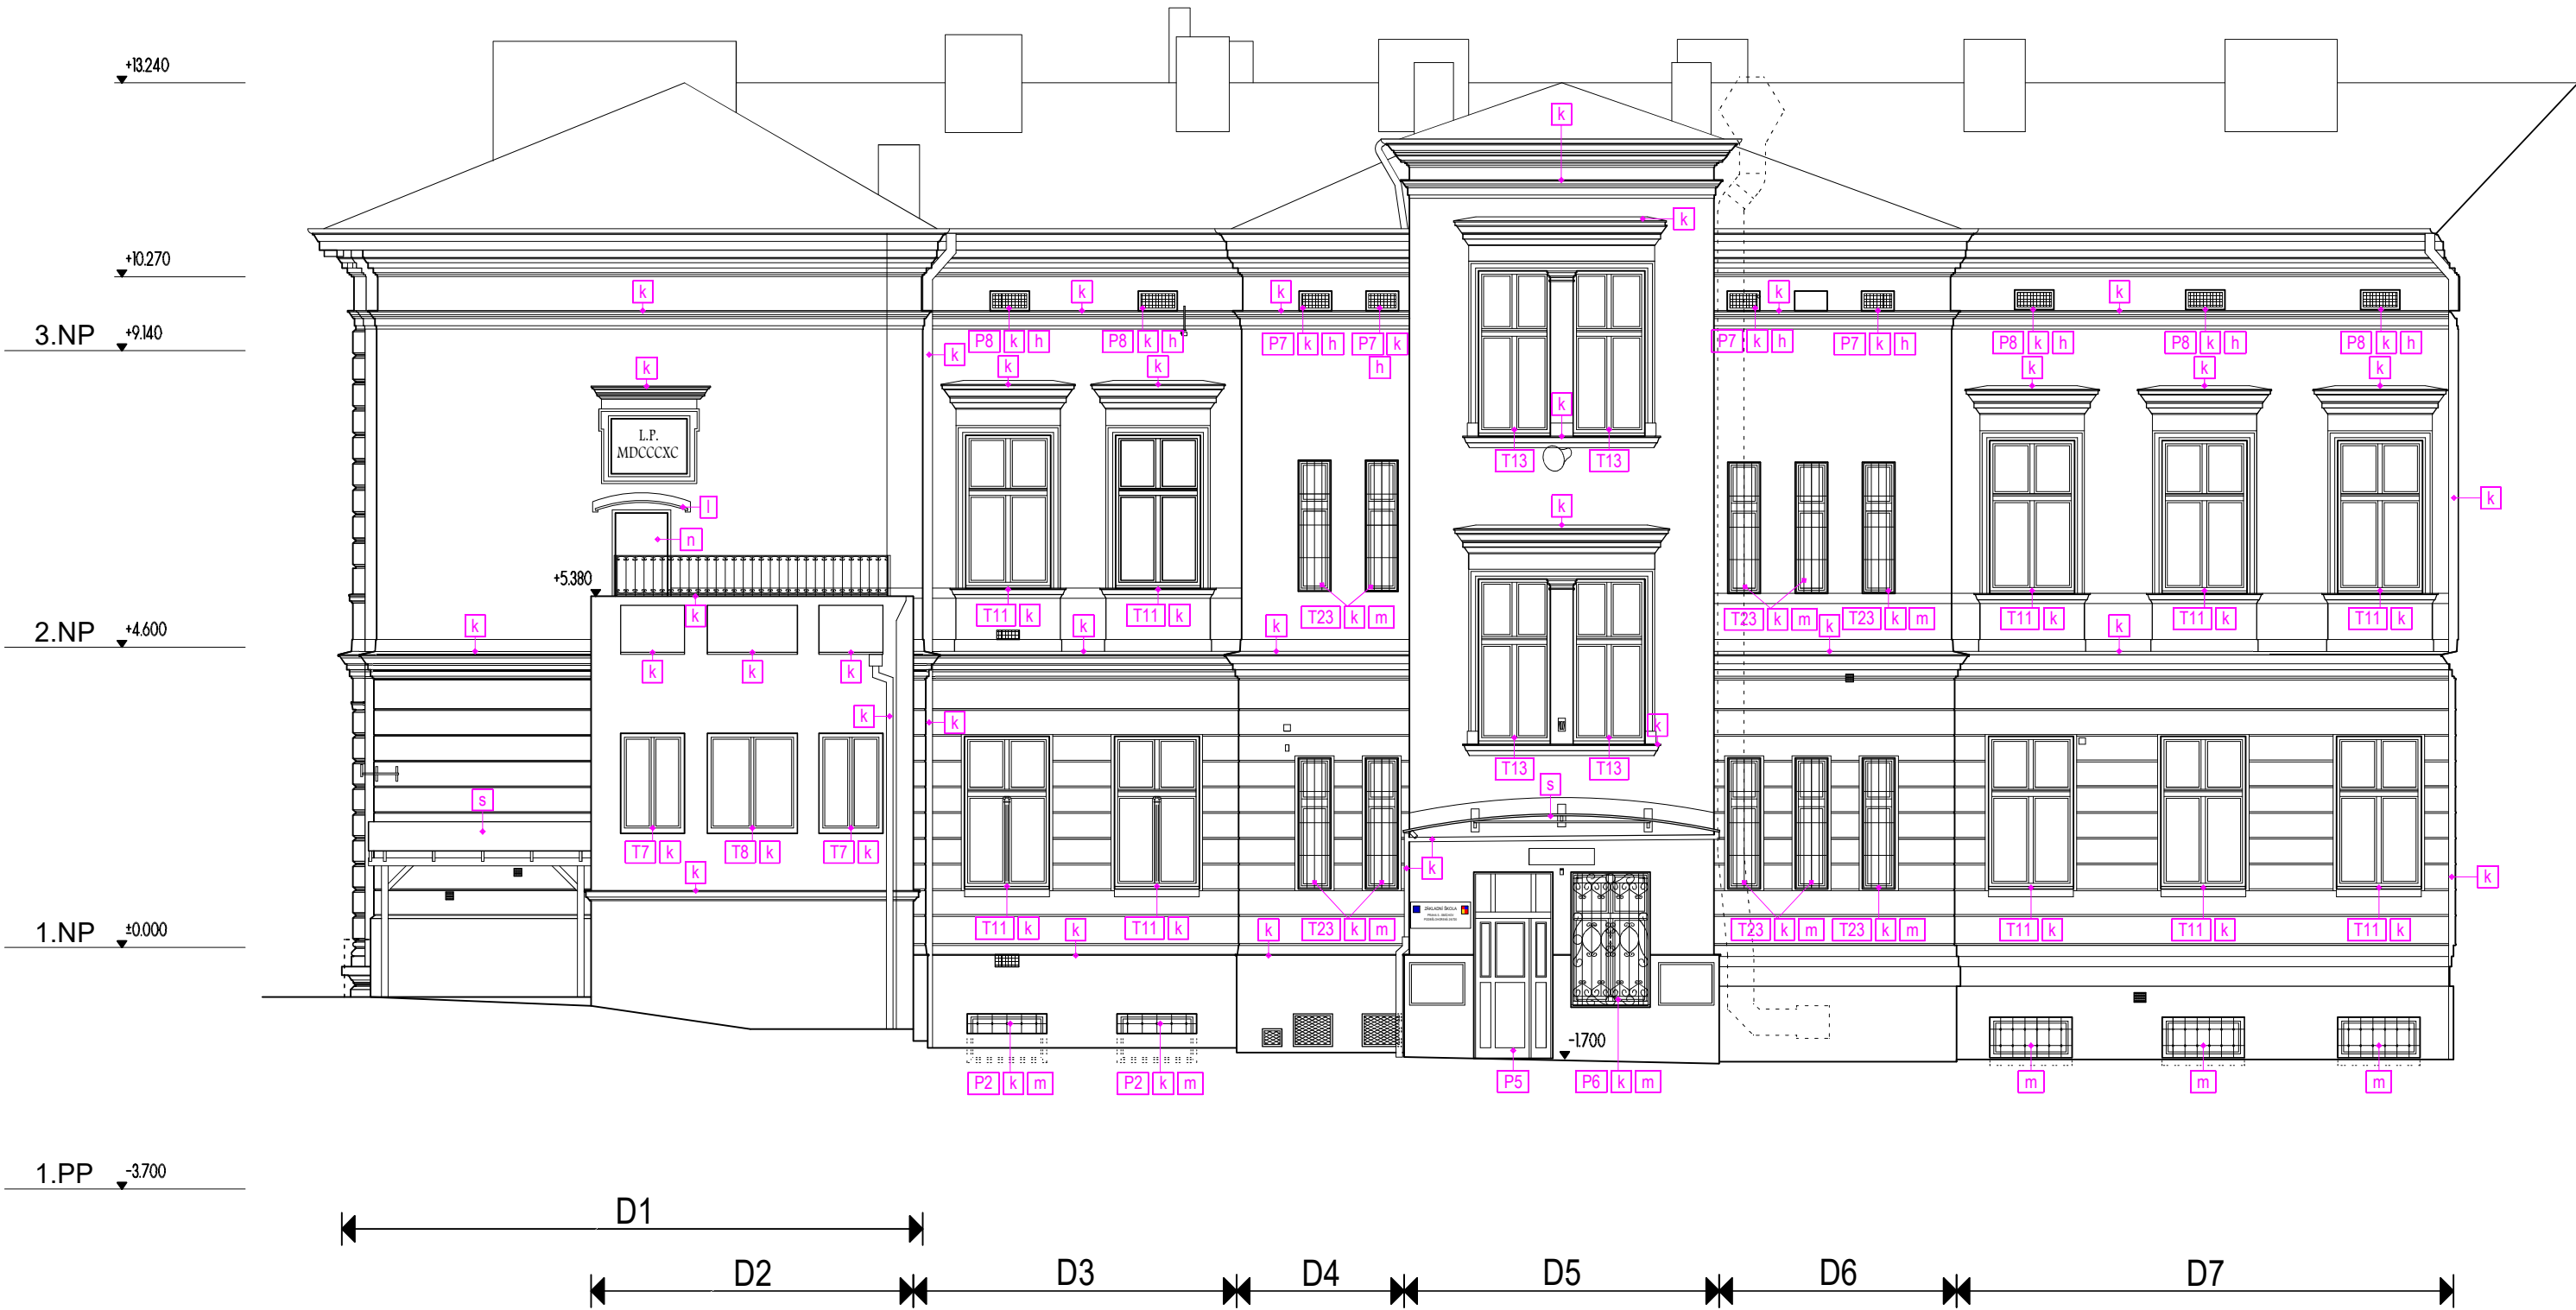 +13.240
k
k
+10.270
k
k
k
k
k
3.NP +9.140
P8 k h
P8 k h
P7 k h
P7 k
h
P7 k h
P7 k h
P8 k h
P8 k h
P8 k h
k
k
k
k
k
k
k
k
L.P.
MDCCCXC
T13
T13
l
k
k
n
+5.380
k
T11 k
T11 k
T23 k m
T23 k m
T23 k m
T11 k
T11 k
T11 k
2.NP +4.600
k
k
k
k
k
k
k
k
k
k
k
T13
T13
s
s
T7 k
T8 k
T7 k
k
k
k
ZÁKLADNÍ ŠKOLA
1.NP ±0.000
T11 k
T11 k
T23 k m
T23 k m
T23 k m
T11 k
T11 k
T11 k
k
k
-1.700
P2 k m
P2 k m
P5
P6 k m
m
m
m
1.PP -3.700
D1
D2
D3
D4
D5
D6
D7